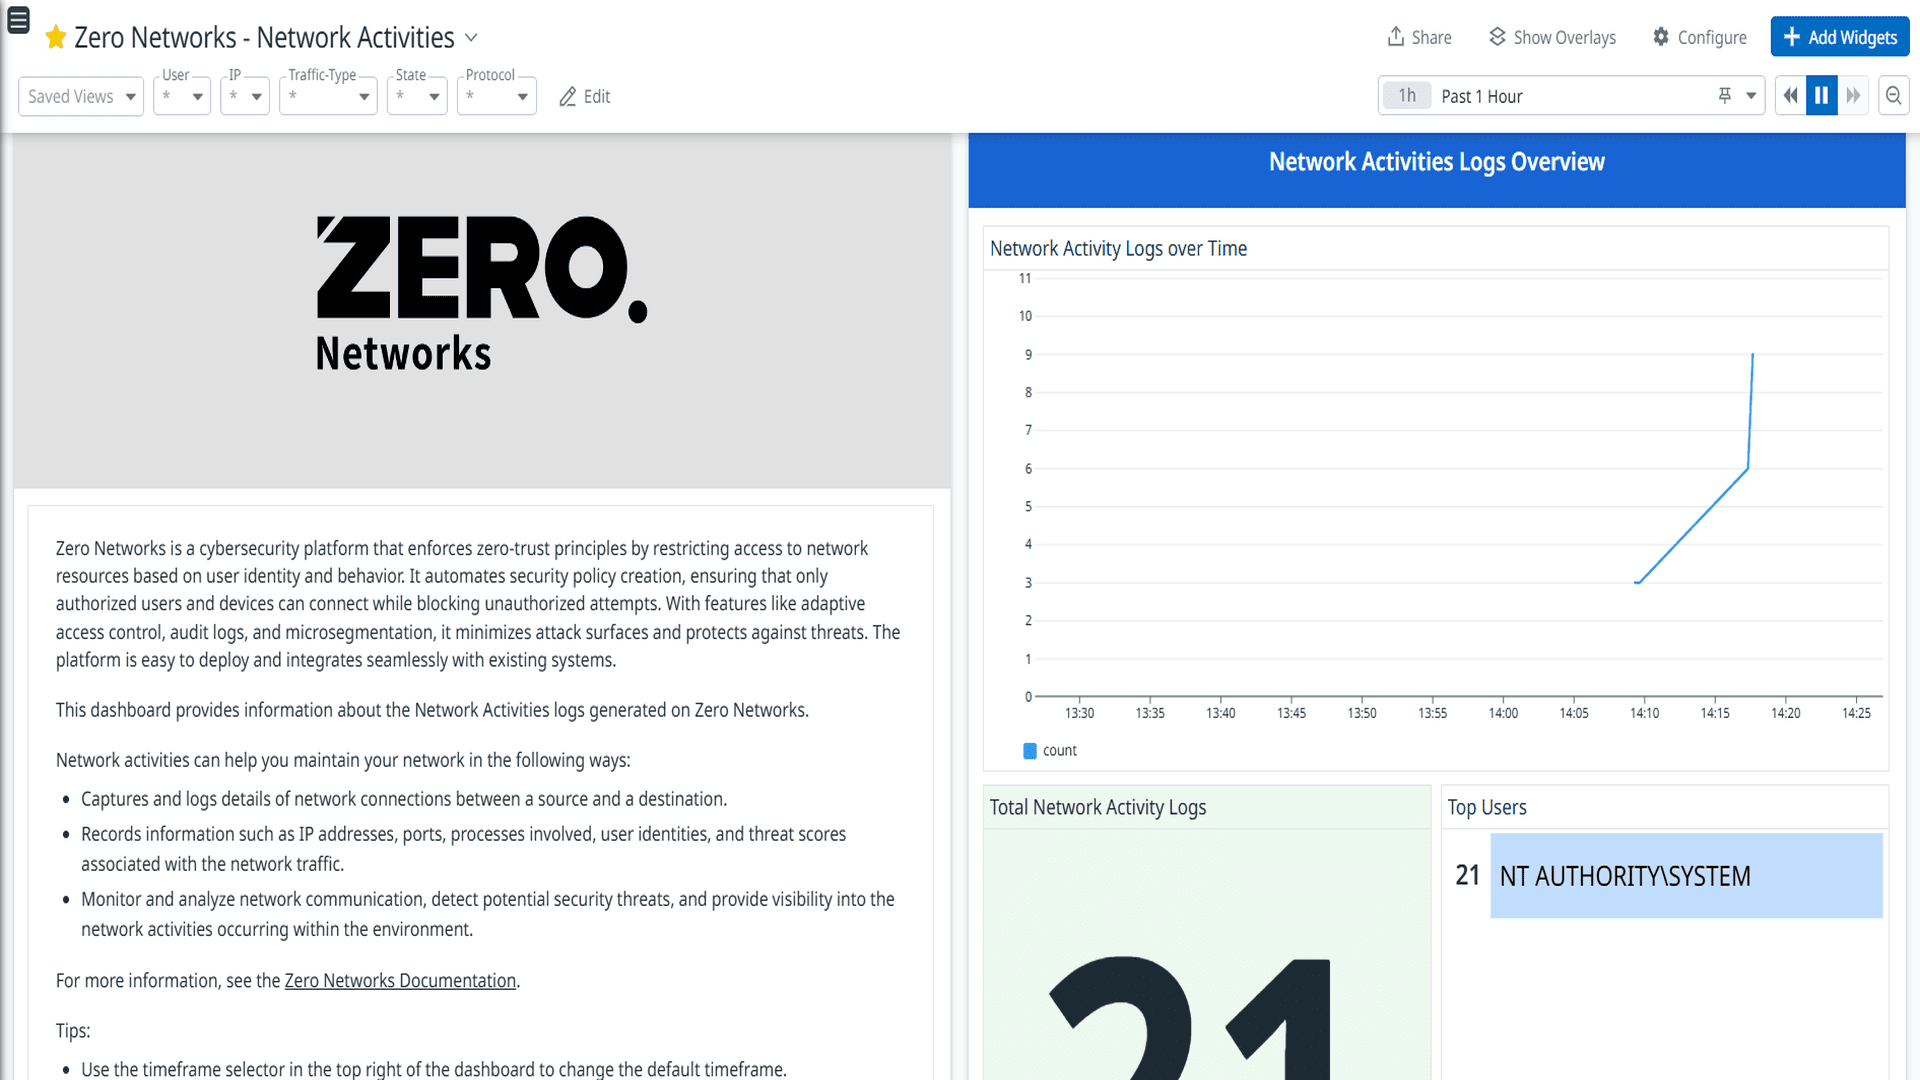 Zero Networks - Network Activities
Share
Show Overlays
Configure
+ Add Widgets
Saved Views
User
*
IP
*
Traffic-Type
*
State
*
Protocol
*
Edit
1h Past 1 Hour
ZERO.
Networks
Zero Networks is a cybersecurity platform that enforces zero-trust principles by restricting access to network
resources based on user identity and behavior. It automates security policy creation, ensuring that only
authorized users and devices can connect while blocking unauthorized attempts. With features like adaptive
access control, audit logs, and microsegmentation, it minimizes attack surfaces and protects against threats. The
platform is easy to deploy and integrates seamlessly with existing systems.
This dashboard provides information about the Network Activities logs generated on Zero Networks.
Network activities can help you maintain your network in the following ways:
• Captures and logs details of network connections between a source and a destination.
• Records information such as IP addresses, ports, processes involved, user identities, and threat scores
associated with the network traffic.
• Monitor and analyze network communication, detect potential security threats, and provide visibility into the
network activities occurring within the environment.
For more information, see the Zero Networks Documentation.
Tips:
• Use the timeframe selector in the top right of the dashboard to change the default timeframe.
Network Activities Logs Overview
Network Activity Logs over Time
11
10
9
8
7
6
5
4
3
2
1
0
13:30 13:35 13:40 13:45 13:50 13:55 14:00 14:05 14:10 14:15 14:20 14:25
count
Total Network Activity Logs
21
Top Users
21 NT AUTHORITY\SYSTEM